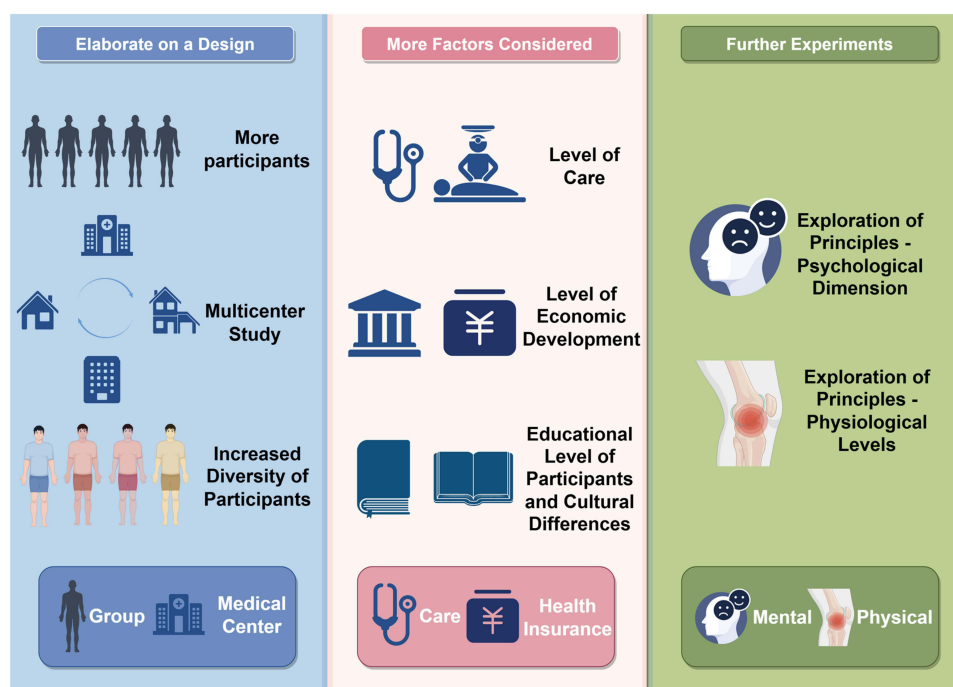 Elaborate on a Design
More
participants
Multicenter
Study
Increased
Diversity of
Participants
Group
Medical
Center
More Factors Considered
Level of
Care
¥
Level of
Economic
Development
Educational
Level of
Participants
and Cultural
Differences
Care
¥
Health
Insurance
Further Experiments
Exploration of
Principles -
Psychological
Dimension
Exploration of
Principles -
Physiological
Levels
Mental
Physical